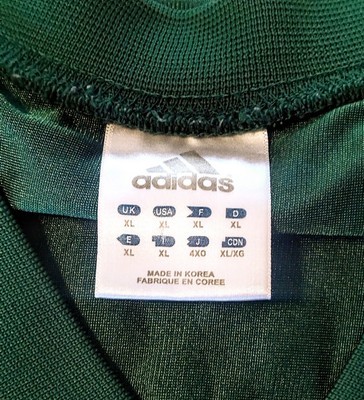 adidas
UK USA F D
XL XL XL XL
E I J CDN
XL XL 4XO XL/XG
MADE IN KOREA
FABRIQUE EN COREE